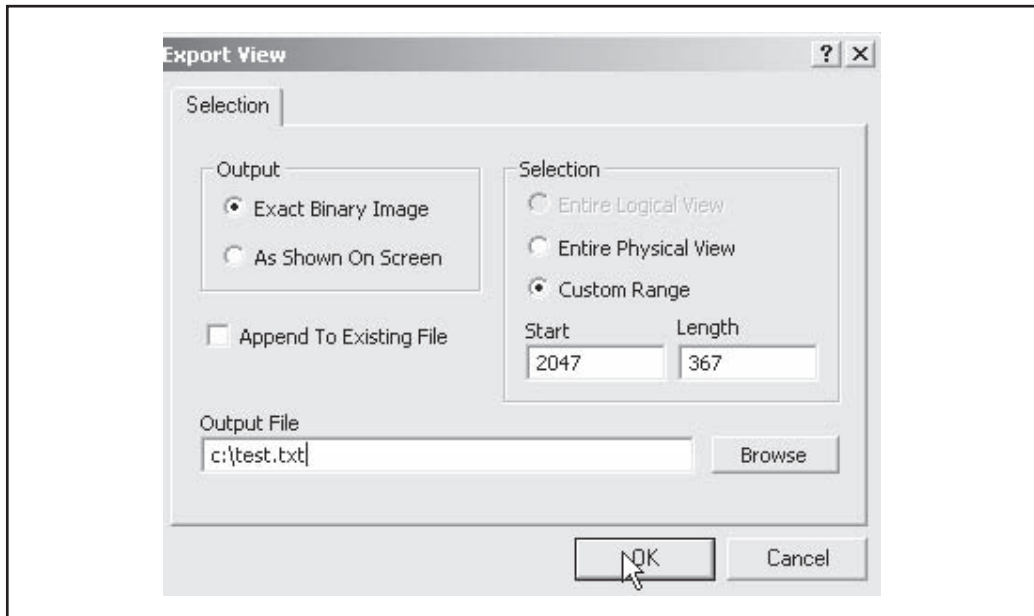 Export View
Selection
Output
Exact Binary Image
As Shown On Screen
Append To Existing File
Selection
Entire Logical View
Entire Physical View
Custom Range
Start Length
2047 367
Output File
c:\test.txt
Browse
OK Cancel